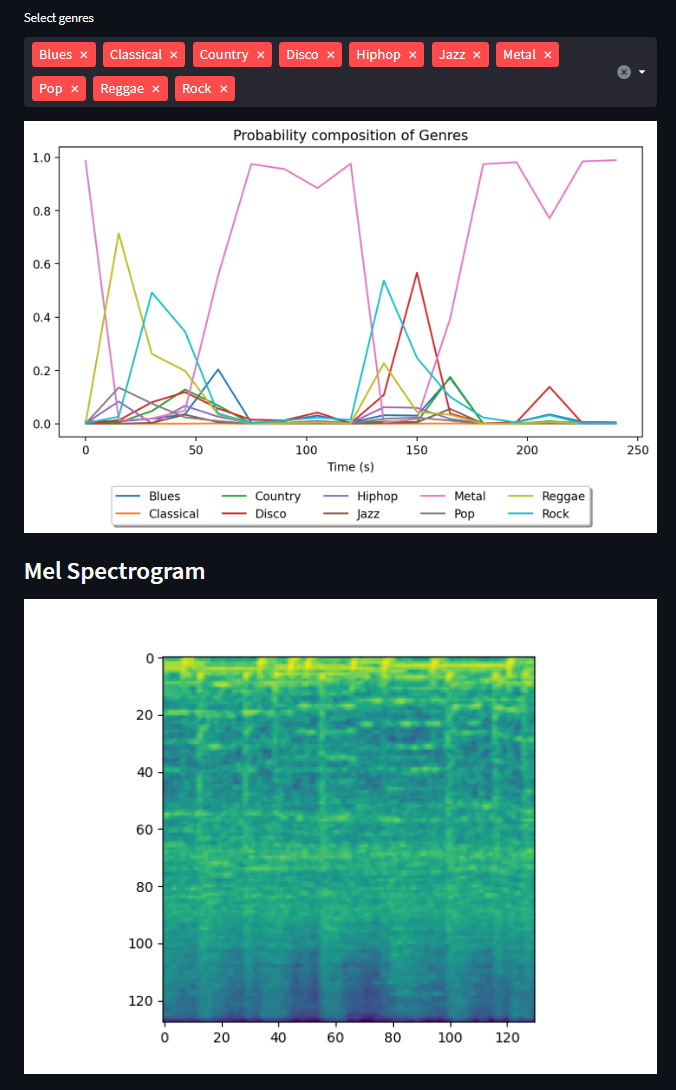 Select genres
Blues × Classical × Country × Disco × Hiphop × Jazz × Metal ×
Pop × Reggae × Rock ×
Probability composition of Genres
1.0
0.8
0.6
0.4
0.2
0.0
0 50 100 150 200 250
Time (s)
Blues Country Hiphop Metal Reggae
Classical Disco Jazz Pop Rock
Mel Spectrogram
0
20
40
60
80
100
120
0 20 40 60 80 100 120